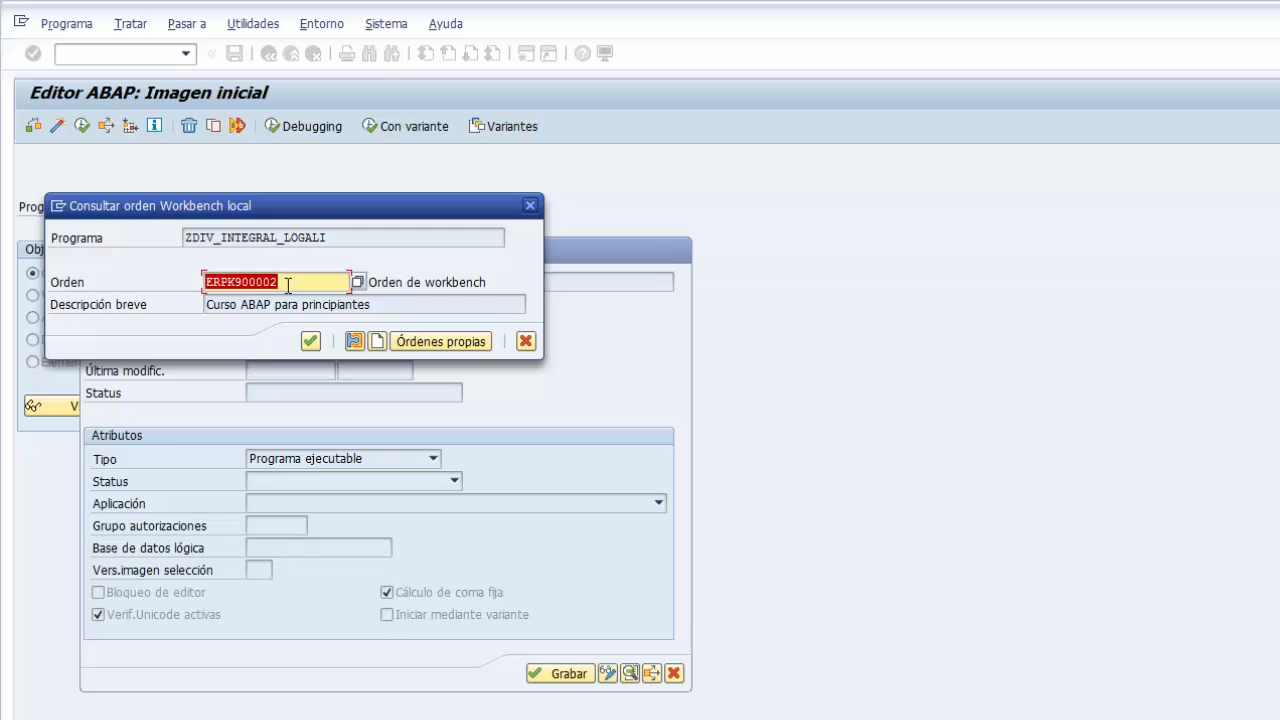 Programa Tratar Pasar a Utilidades Entorno Sistema Ayuda
Editor ABAP: Imagen inicial
Debugging Con variante Variantes
Consultar orden Workbench local
Prog
Programa ZDIV_INTEGRAL_LOGALI
Obj
Orden ERPK900002 Orden de workbench
Descripción breve Curso ABAP para principiantes
Órdenes propias
Elemen
Última modific.
Status
V
Atributos
Tipo Programa ejecutable
Status
Aplicación
Grupo autorizaciones
Base de datos lógica
Vers.imagen selección
Bloqueo de editor Cálculo de coma fija
Verif.Unicode activas Iniciar mediante variante
Grabar